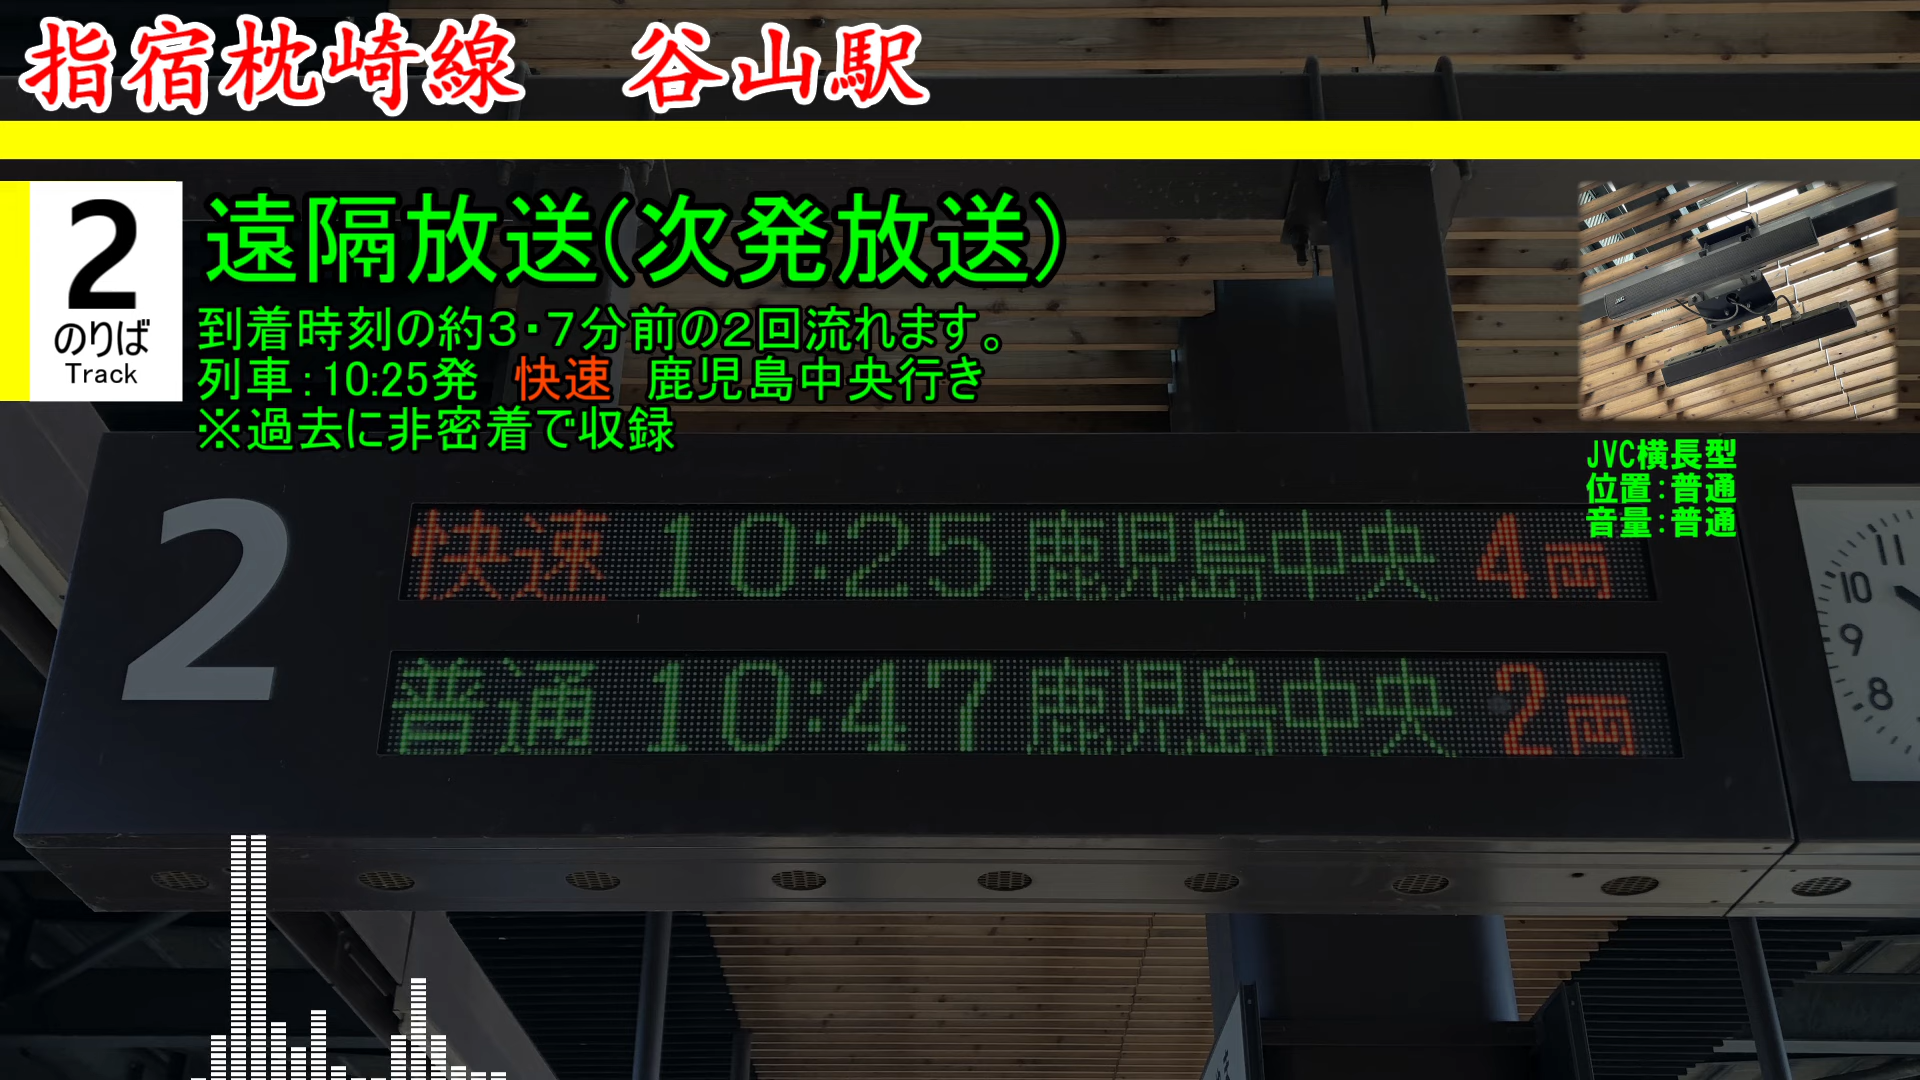 指宿枕崎線　谷山駅
2
のりば
Track
遠隔放送(次発放送)
到着時刻の約３・７分前の２回流れます。
列車：10:25発　快速　鹿児島中央行き
※過去に非密着で収録
JVC横長型
位置：普通
音量：普通
2
快速 10:25 鹿児島中央 4両
普通 10:47 鹿児島中央 2両
11
10
9
8